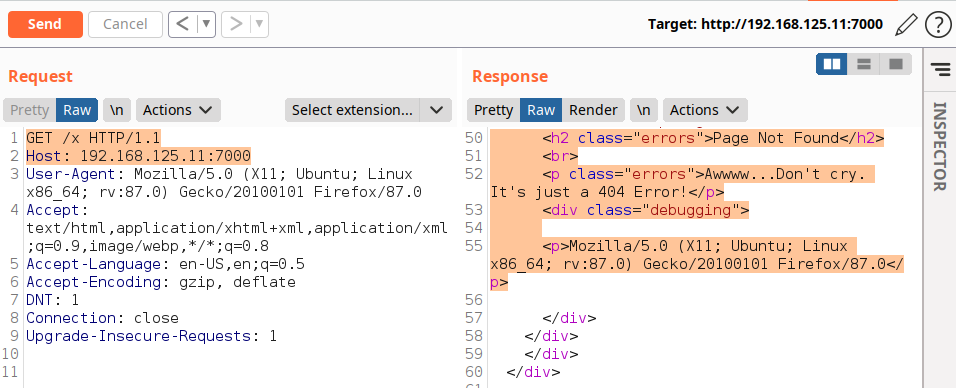 Send Cancel < ▼ > ▼ Target: http://192.168.125.11:7000 ?
Request
Pretty Raw \n Actions Select extension...
1 GET /x HTTP/1.1
2 Host: 192.168.125.11:7000
3 User-Agent: Mozilla/5.0 (X11; Ubuntu; Linux
x86_64; rv:87.0) Gecko/20100101 Firefox/87.0
4 Accept:
text/html,application/xhtml+xml,application/xml
;q=0.9,image/webp,*/*;q=0.8
5 Accept-Language: en-US,en;q=0.5
6 Accept-Encoding: gzip, deflate
7 DNT: 1
8 Connection: close
9 Upgrade-Insecure-Requests: 1
10
11
Response
Pretty Raw Render \n Actions
50 <h2 class="errors">Page Not Found</h2>
51 <br>
52 <p class="errors">Awwww...Don't cry.
It's just a 404 Error!</p>
53 <div class="debugging">
54
55 <p>Mozilla/5.0 (X11; Ubuntu; Linux
x86_64; rv:87.0) Gecko/20100101 Firefox/87.0</
p>
56
57 </div>
58 </div>
59 </div>
60 </div>
INSPECTOR